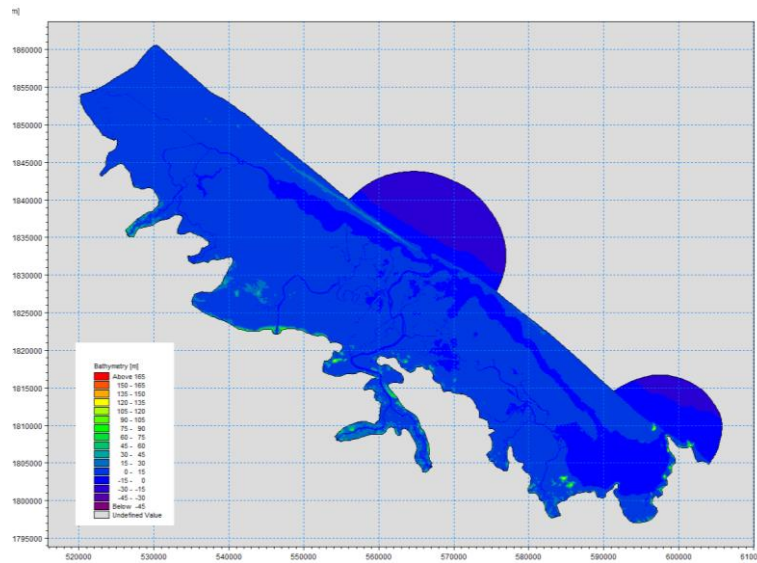 m]
1860000
1855000
1850000
1845000
1840000
1835000
1830000
1825000
1820000
1815000
1810000
1805000
1800000
1795000
Bathymetry [m]
Above 165
150 - 165
135 - 150
120 - 135
105 - 120
90 - 105
75 - 90
60 - 75
45 - 60
30 - 45
15 - 30
0 - 15
-15 - 0
-30 - -15
-45 - -30
Below -45
Undefined Value
520000 530000 540000 550000 560000 570000 580000 590000 600000 6100